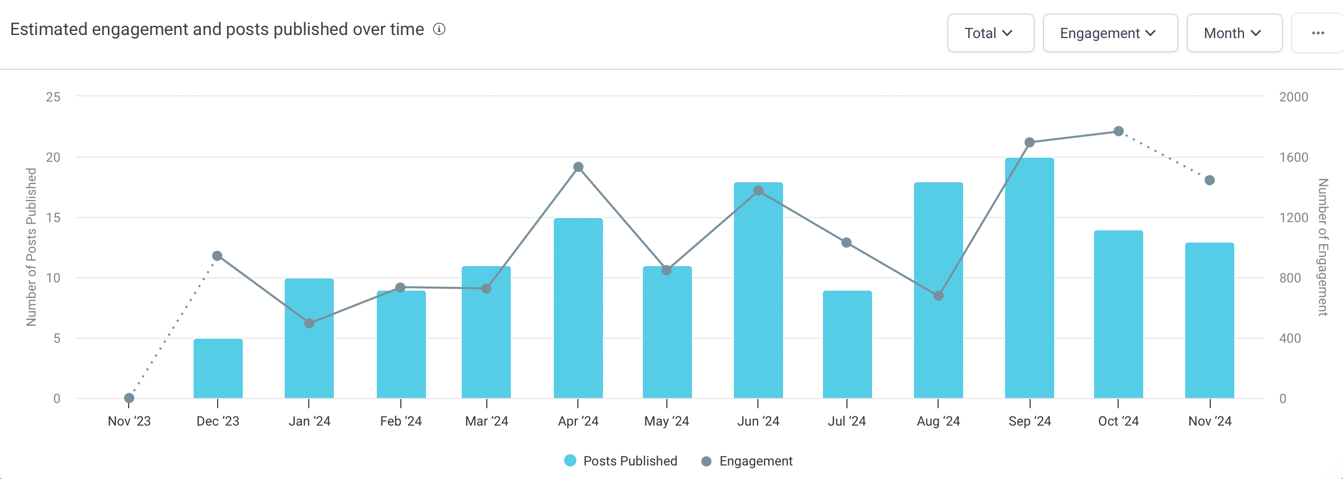 Estimated engagement and posts published over time
Total
Engagement
Month
25
2000
20
1600
15
1200
10
800
5
400
0
0
Number of Posts Published
Number of Engagement
Nov ‘23
Dec ‘23
Jan ‘24
Feb ‘24
Mar ‘24
Apr ‘24
May ‘24
Jun ‘24
Jul ‘24
Aug ‘24
Sep ‘24
Oct ‘24
Nov ‘24
Posts Published
Engagement